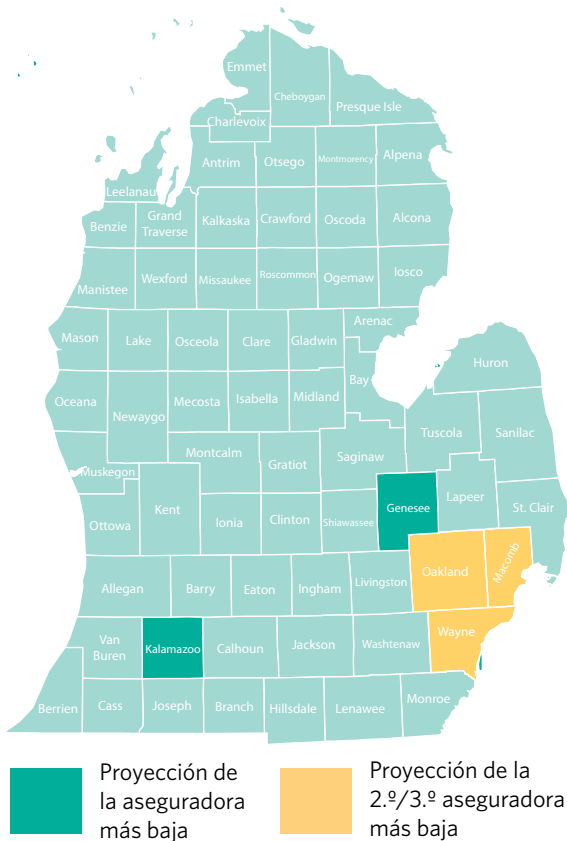 Emmet
Cheboygan
Presque Isle
Charlevoix
Antrim
Otsego
Montmorency
Alpena
Leelanau
Benzie
Grand
Traverse
Kalkaska
Crawford
Oscoda
Alcona
Manistee
Wexford
Missaukee
Roscommon
Ogemaw
Iosco
Arenac
Mason
Lake
Osceola
Clare
Gladwin
Huron
Bay
Oceana
Newaygo
Mecosta
Isabella
Midland
Tuscola
Sanilac
Montcalm
Gratiot
Saginaw
Muskegon
Genesee
Lapeer
St. Clair
Ottowa
Kent
Ionia
Clinton
Shiawassee
Oakland
Macomb
Allegan
Barry
Eaton
Ingham
Livingston
Wayne
Van
Buren
Kalamazoo
Calhoun
Jackson
Washtenaw
Berrien
Cass
Joseph
Branch
Hillsdale
Lenawee
Monroe
Proyección de
la aseguradora
más baja
Proyección de la
2.º/3.º aseguradora
más baja